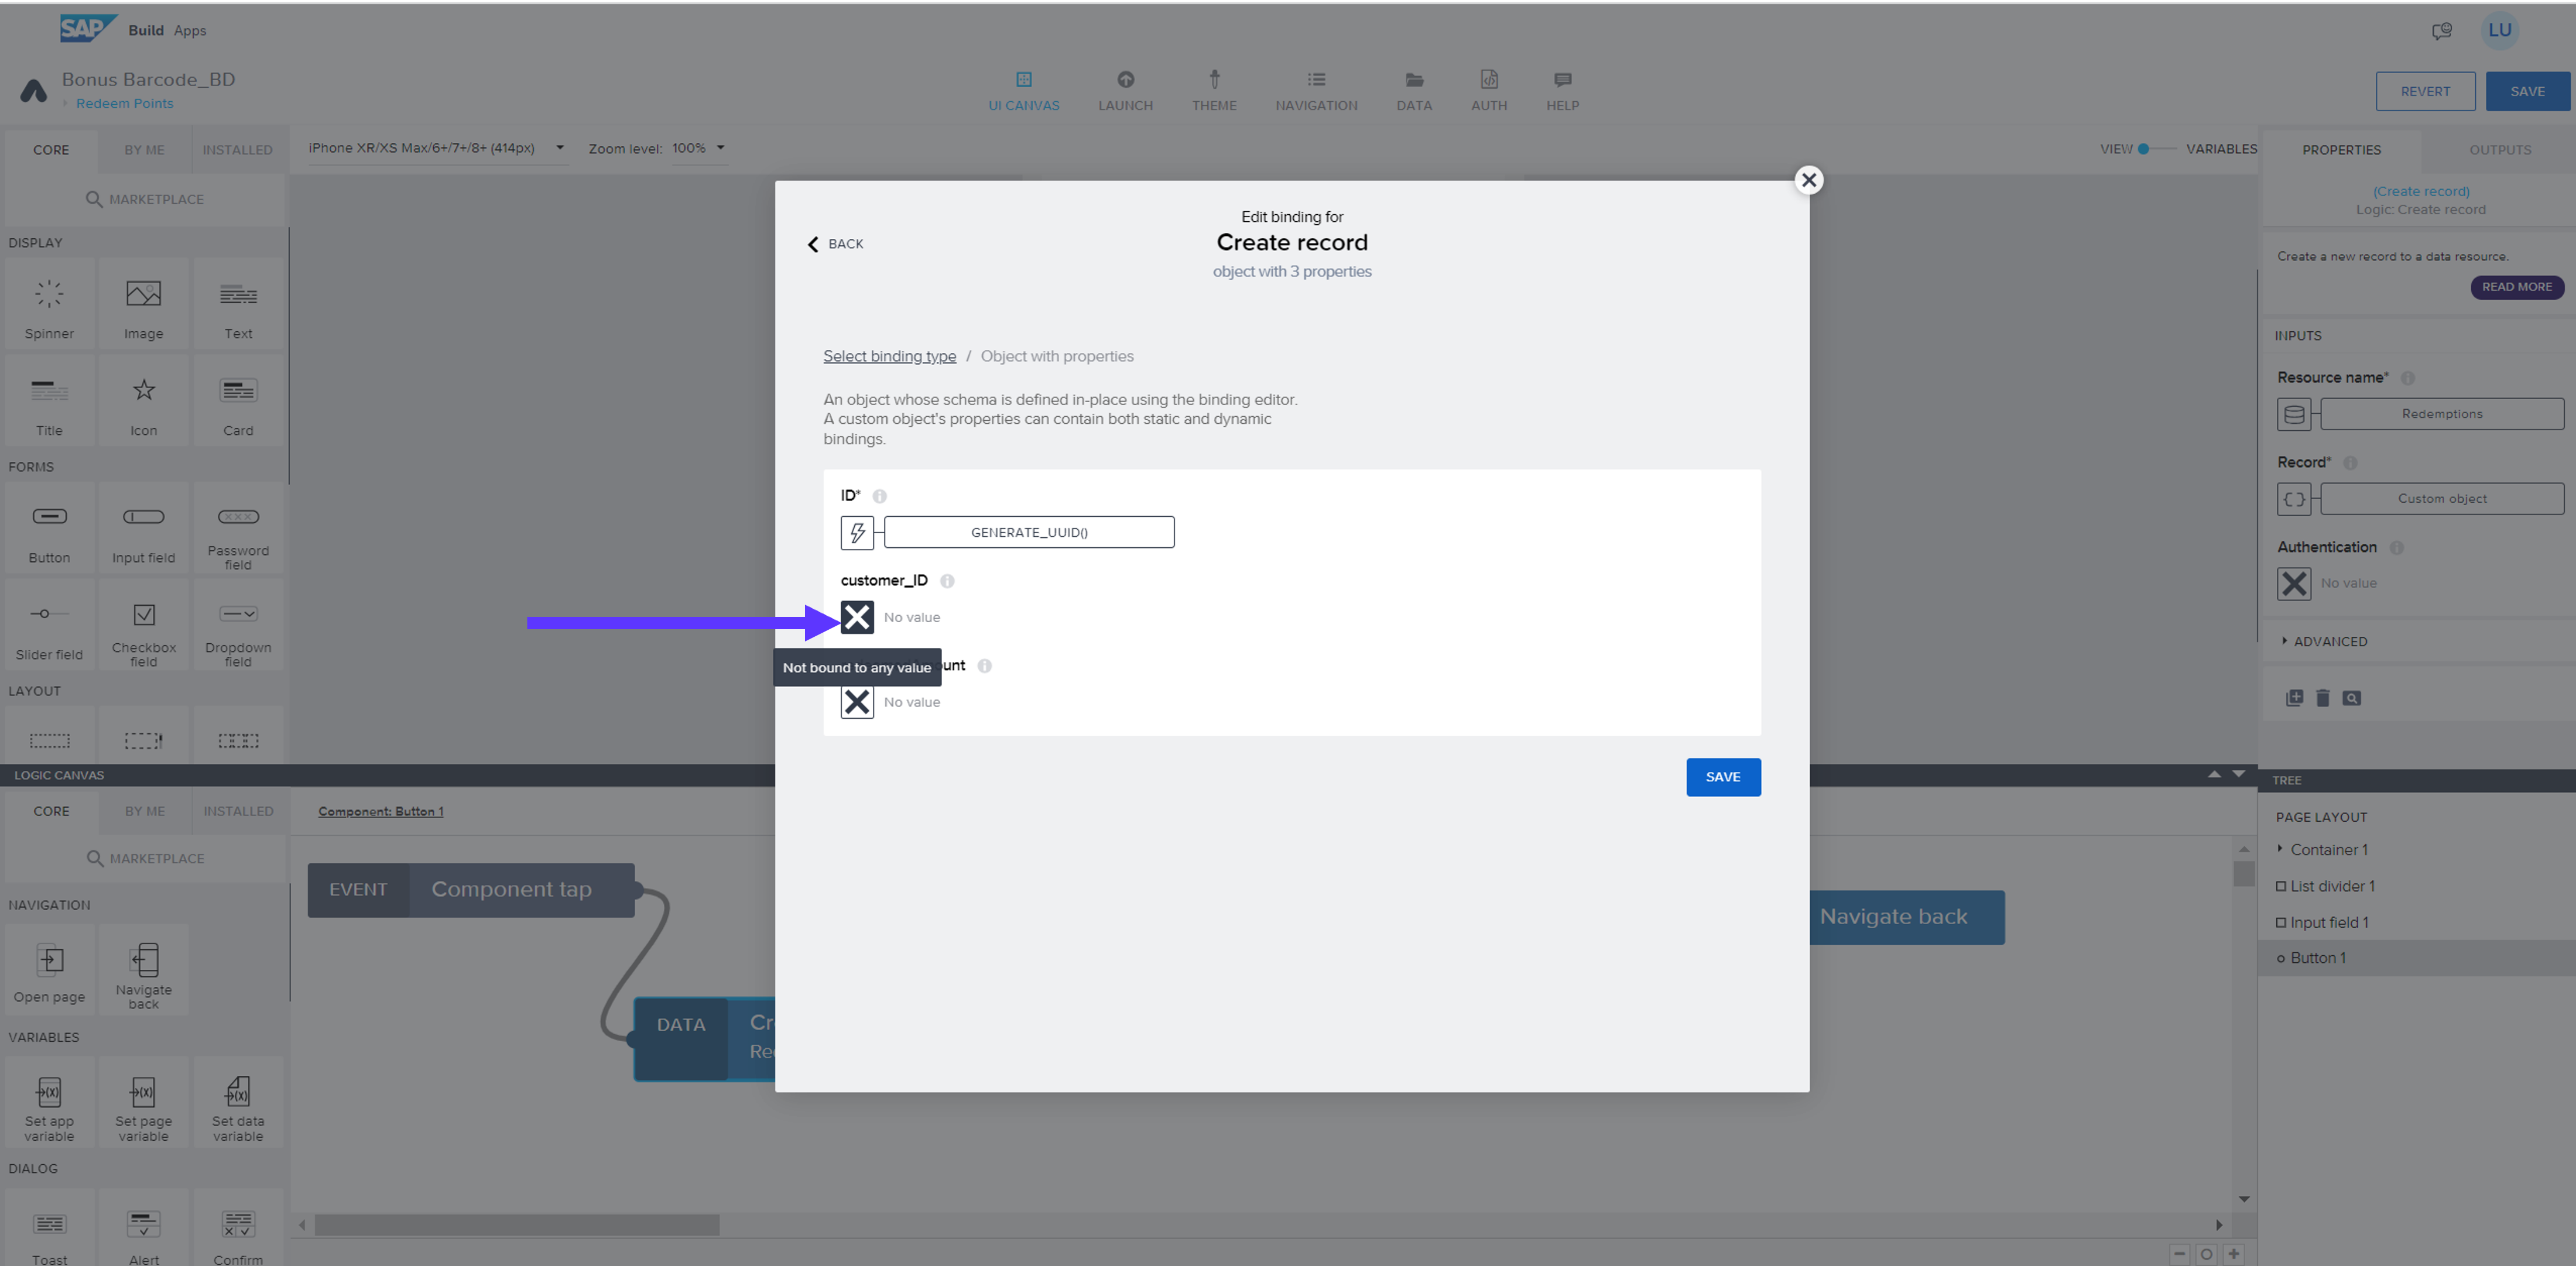 SAP Build Apps
Bonus Barcode_BD
Redeem Points
UI CANVAS
LAUNCH
THEME
NAVIGATION
DATA
AUTH
HELP
REVERT
SAVE
LU
CORE
BY ME
INSTALLED
MARKETPLACE
DISPLAY
Spinner
Image
Text
Title
Icon
Card
FORMS
Button
Input field
Password
field
Slider field
Checkbox
field
Dropdown
field
LAYOUT
iPhone XR/XS Max/6+/7+/8+ (414px)
Zoom level: 100%
VIEW
VARIABLES
Edit binding for
BACK
Create record
object with 3 properties
Select binding type / Object with properties
An object whose schema is defined in-place using the binding editor.
A custom object's properties can contain both static and dynamic
bindings.
ID*
GENERATE_UUID()
customer_ID
No value
Not bound to any value
unt
No value
SAVE
PROPERTIES
OUTPUTS
(Create record)
Logic: Create record
Create a new record to a data resource.
READ MORE
INPUTS
Resource name*
Redemptions
Record*
Custom object
Authentication
No value
ADVANCED
LOGIC CANVAS
CORE
BY ME
INSTALLED
MARKETPLACE
NAVIGATION
Open page
Navigate
back
VARIABLES
Set app
variable
Set page
variable
Set data
variable
DIALOG
Toast
Alert
Confirm
Component: Button 1
EVENT
Component tap
DATA
Cr
Re
Navigate back
TREE
PAGE LAYOUT
Container 1
List divider 1
Input field 1
Button 1